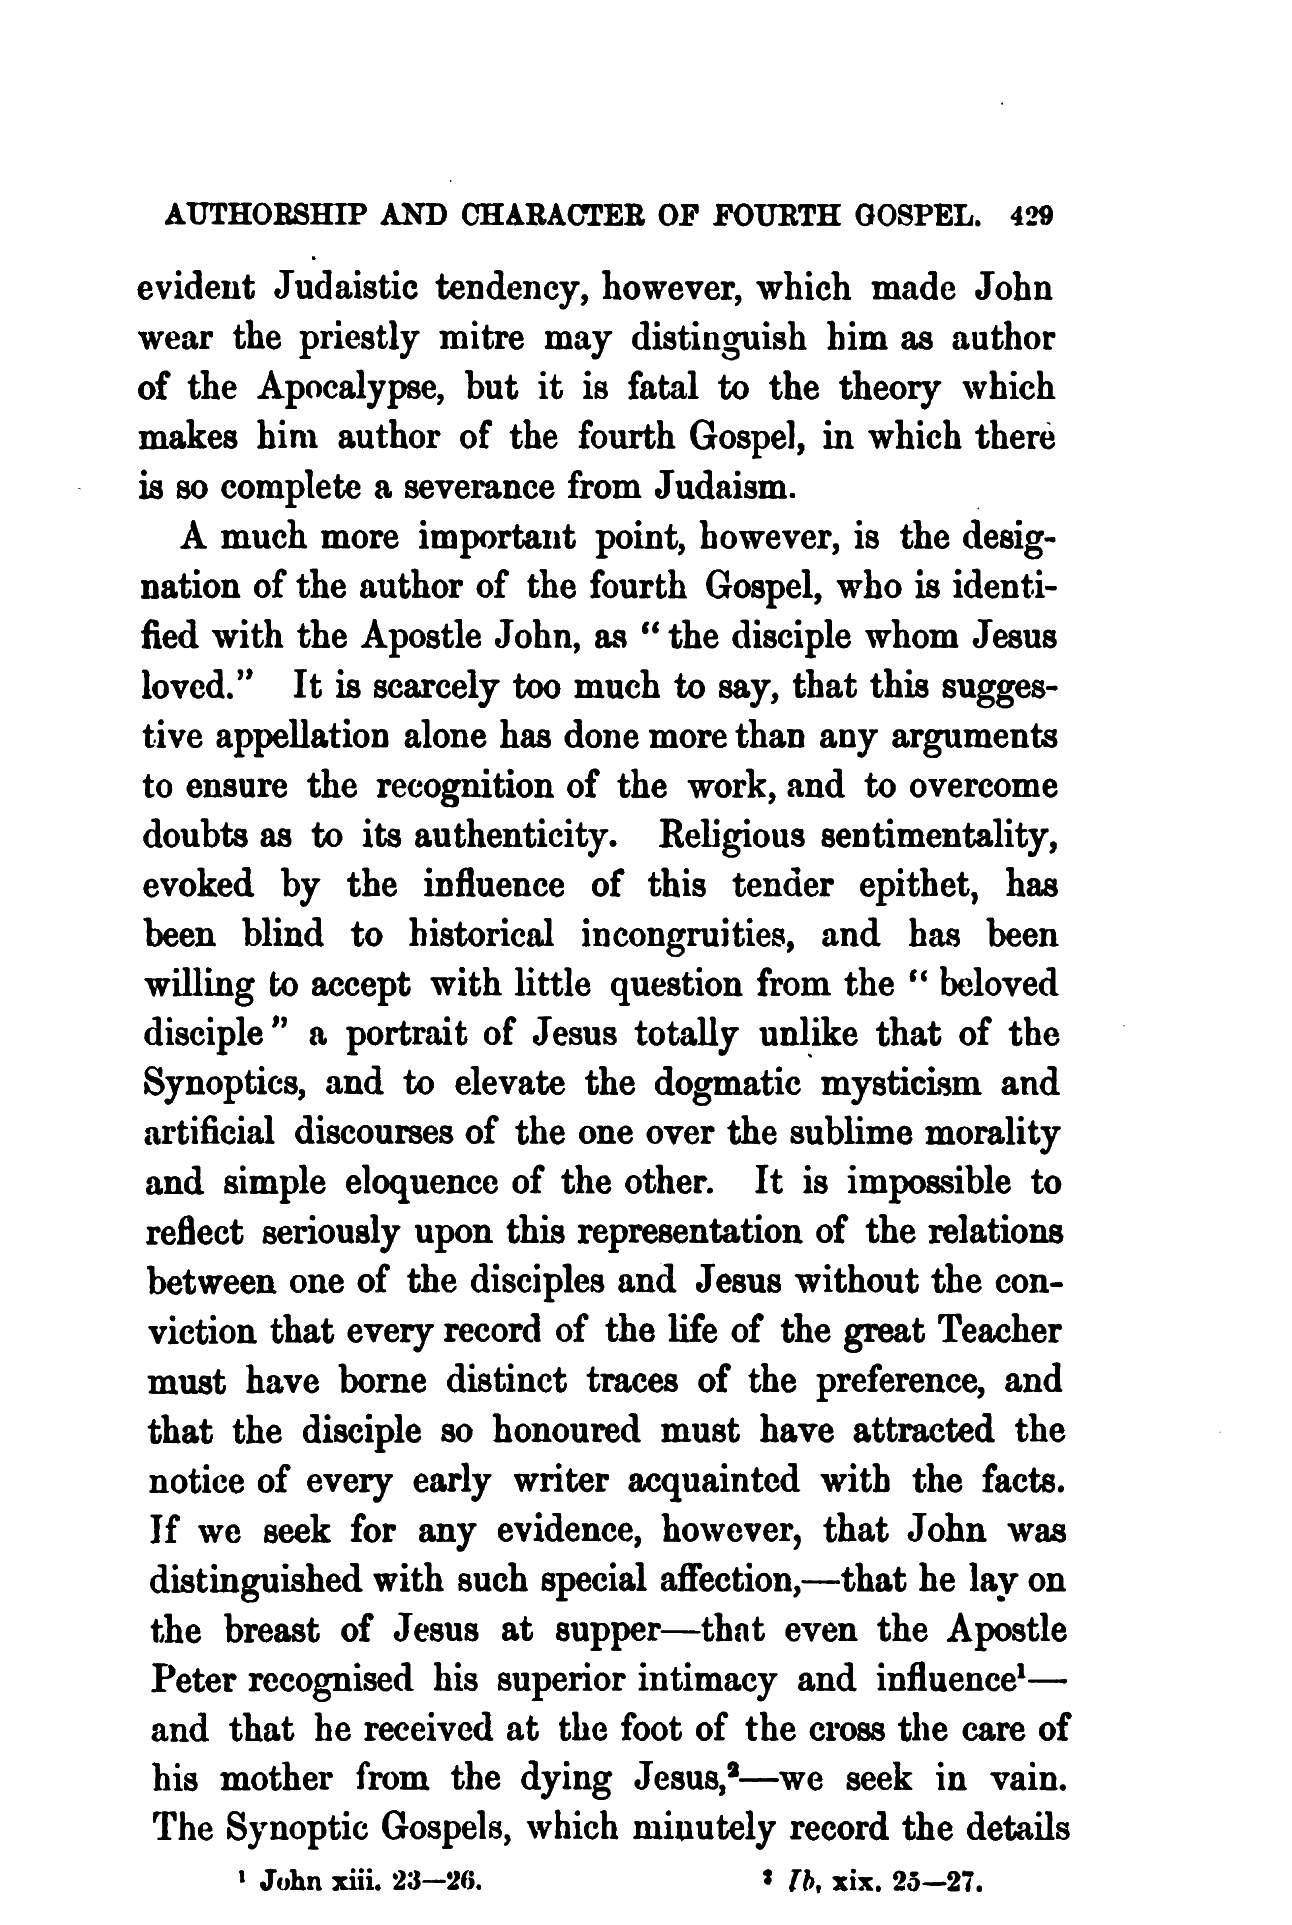 AUTHORSHIP AND CHARACTER OF FOURTH GOSPEL. 429
evident Judaistic tendency, however, which made John
wear the priestly mitre may distinguish him as author
of the Apocalypse, but it is fatal to the theory which
makes him author of the fourth Gospel, in which there
is so complete a severance from Judaism.
A much more important point, however, is the desig-
nation of the author of the fourth Gospel, who is identi-
fied with the Apostle John, as “the disciple whom Jesus
loved.” It is scarcely too much to say, that this sugges-
tive appellation alone has done more than any arguments
to ensure the recognition of the work, and to overcome
doubts as to its authenticity. Religious sentimentality,
evoked by the influence of this tender epithet, has
been blind to historical incongruities, and has been
willing to accept with little question from the “beloved
disciple” a portrait of Jesus totally unlike that of the
Synoptics, and to elevate the dogmatic mysticism and
artificial discourses of the one over the sublime morality
and simple eloquence of the other. It is impossible to
reflect seriously upon this representation of the relations
between one of the disciples and Jesus without the con-
viction that every record of the life of the great Teacher
must have borne distinct traces of the preference, and
that the disciple so honoured must have attracted the
notice of every early writer acquainted with the facts.
If we seek for any evidence, however, that John was
distinguished with such special affection,—that he lay on
the breast of Jesus at supper—that even the Apostle
Peter recognised his superior intimacy and influence¹—
and that he received at the foot of the cross the care of
his mother from the dying Jesus,²—we seek in vain.
The Synoptic Gospels, which minutely record the details
¹ John xiii. 23—26. ² Ib, xix. 25—27.